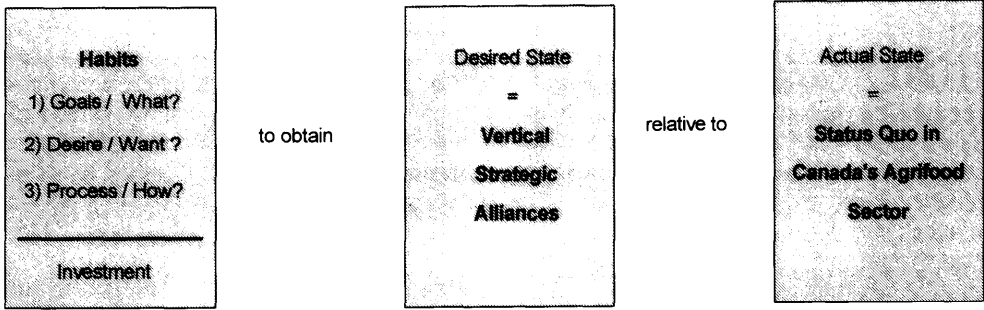 Habits
1) Goals / What?
2) Desire / Want ?
3) Process / How?
Investment
to obtain
Desired State
=
Vertical
Strategic
Alliances
relative to
Actual State
=
Status Quo in
Canada's Agrifood
Sector